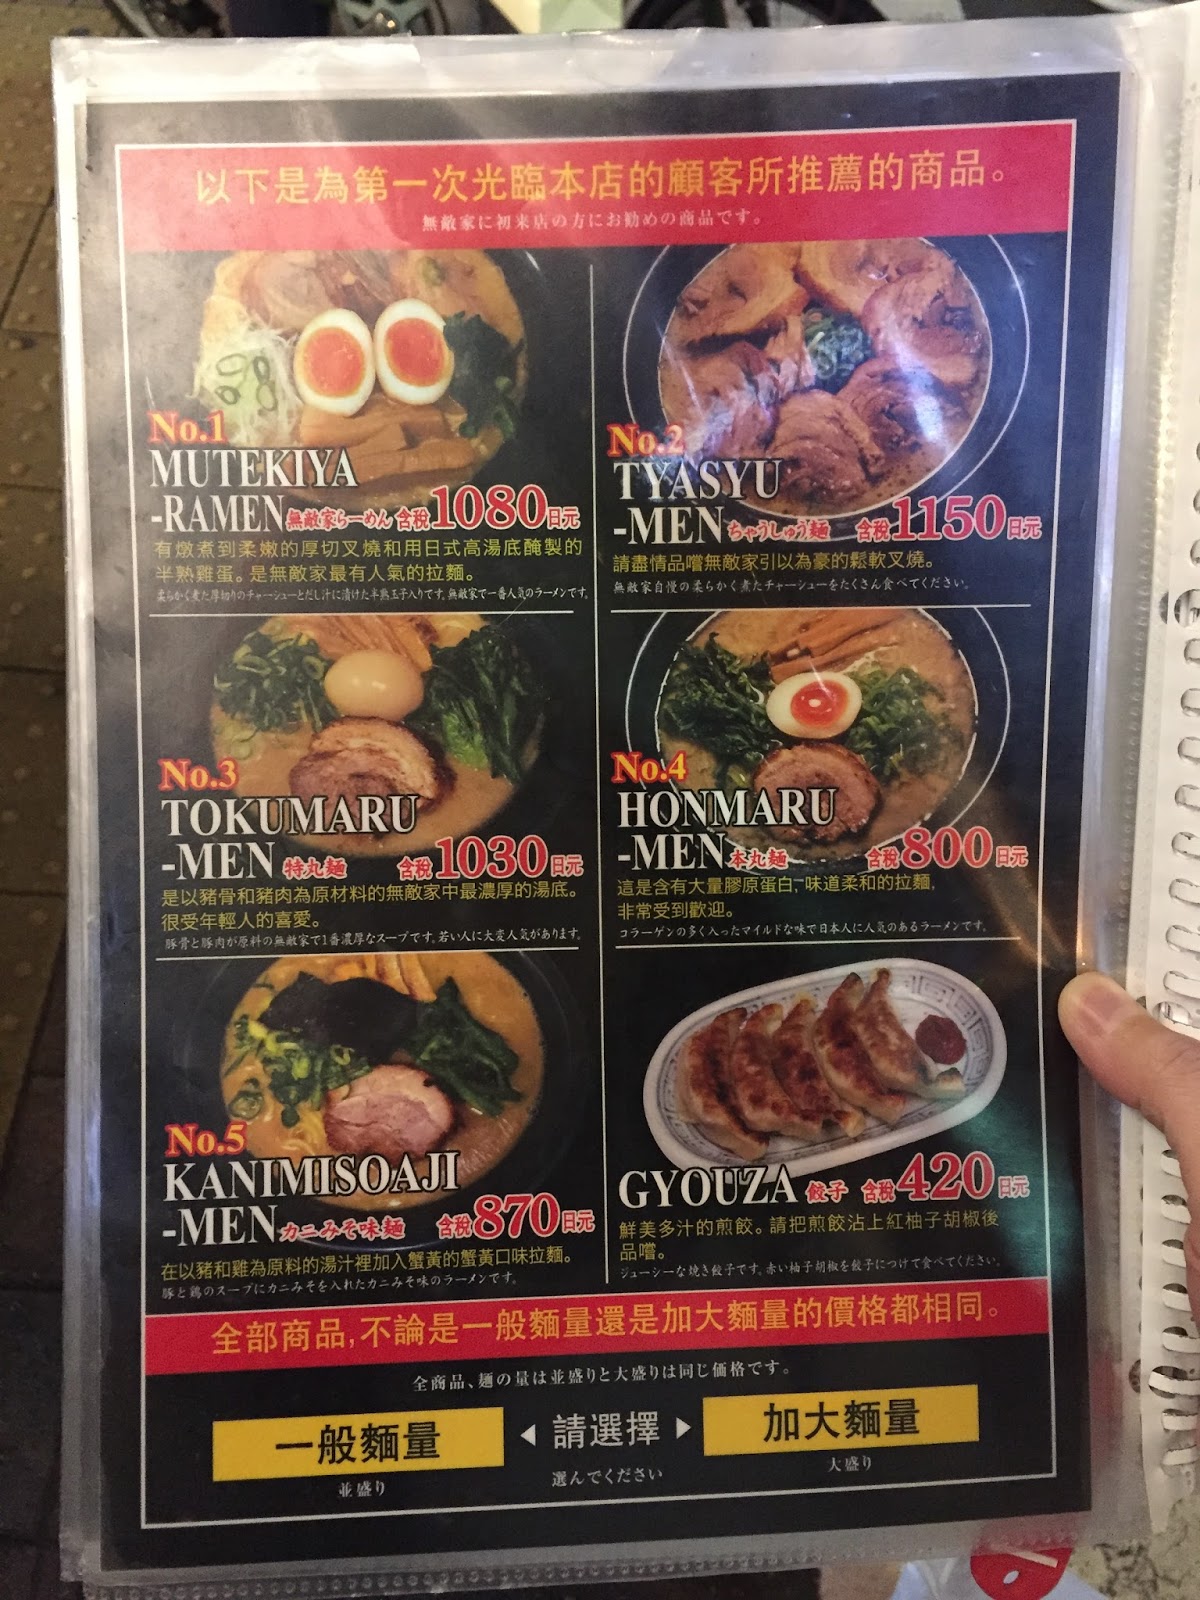 以下是為第一次光臨本店的顧客所推薦的商品。
無敵家に初来店の方にお勧めの商品です。
No.1
MUTEKIYA
-RAMEN 無敵家らーめん 含税1080日元
有燉煮到柔嫩的厚切叉燒和用日式高湯底醃製的
半熟雞蛋。是無敵家最有人氣的拉麵。
柔らかく煮た厚切りのチャーシューとだし汁に漬けた半熟玉子入りです。無敵家で一番人気のラーメンです。
No.2
TYASYU
-MEN ちゃうしゅう麺 含税1150日元
請盡情品嚐無敵家引以為豪的鬆軟叉燒。
無敵家自慢の柔らかく煮たチャーシューをたくさん食べてください。
No.3
TOKUMARU
-MEN 特丸麺 含税1030日元
是以豬骨和豬肉為原材料的無敵家中最濃厚的湯底。
很受年輕人的喜愛。
豚骨と豚肉が原料の無敵家で1番濃厚なスープです。若い人に大変人気があります。
No.4
HONMARU
-MEN 本丸麺 含税800日元
這是含有大量膠原蛋白,味道柔和的拉麵,
非常受到歡迎。
コラーゲンの多く入ったマイルドな味で日本人に人気のあるラーメンです。
No.5
KANIMISOAJI
-MEN カニみそ味麺 含税870日元
在以豬和雞為原料的湯汁裡加入蟹黃的蟹黃口味拉麵。
豚と鶏のスープにカニみそを入れたカニみそ味のラーメンです。
GYOUZA 餃子 含税420日元
鮮美多汁的煎餃。請把煎餃沾上紅柚子胡椒後
品嚐。
ジューシーな焼き餃子です。赤い柚子胡椒を餃子につけて食べてください。
全部商品,不論是一般麵量還是加大麵量的價格都相同。
全商品、麺の量は並盛りと大盛りは同じ価格です。
一般麵量 ◀ 請選擇 ▶ 加大麵量
並盛り 選んでください 大盛り